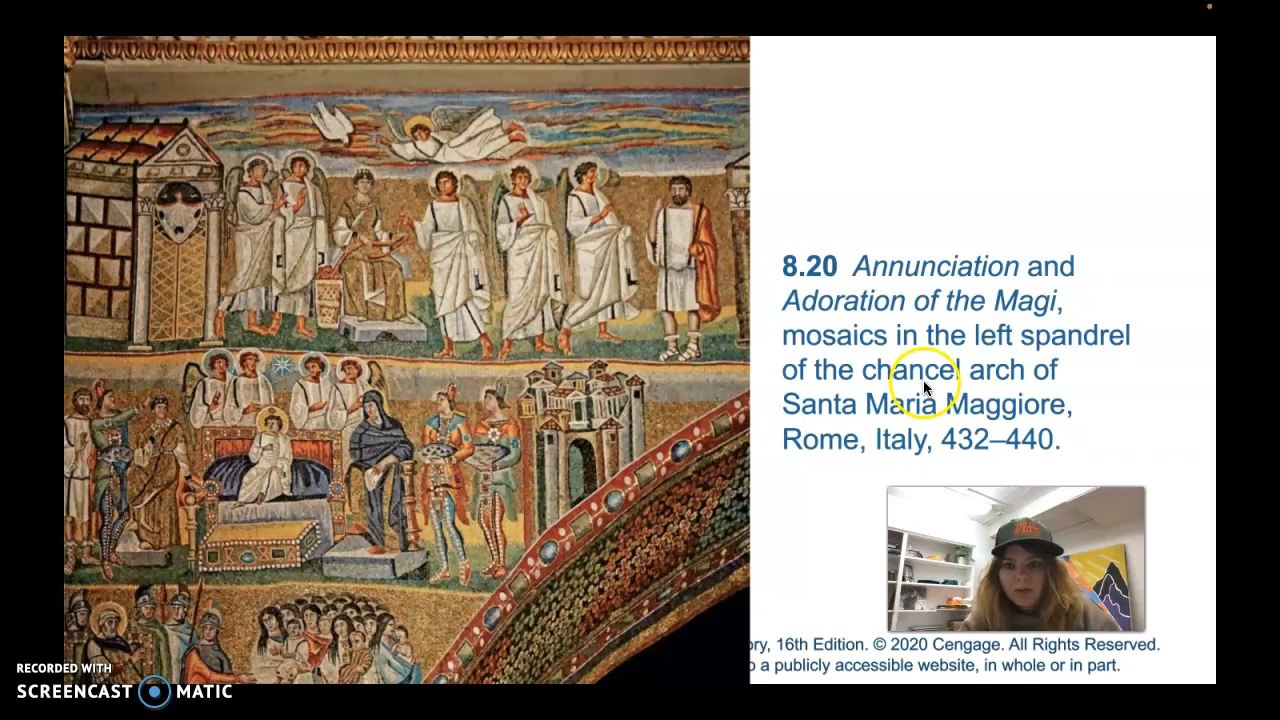 8.20 Annunciation and
Adoration of the Magi,
mosaics in the left spandrel
of the chancel arch of
Santa Maria Maggiore,
Rome, Italy, 432–440.
16th Edition. © 2020 Cengage. All Rights Reserved.
a publicly accessible website, in whole or in part.
RECORDED WITH
SCREENCAST MATIC